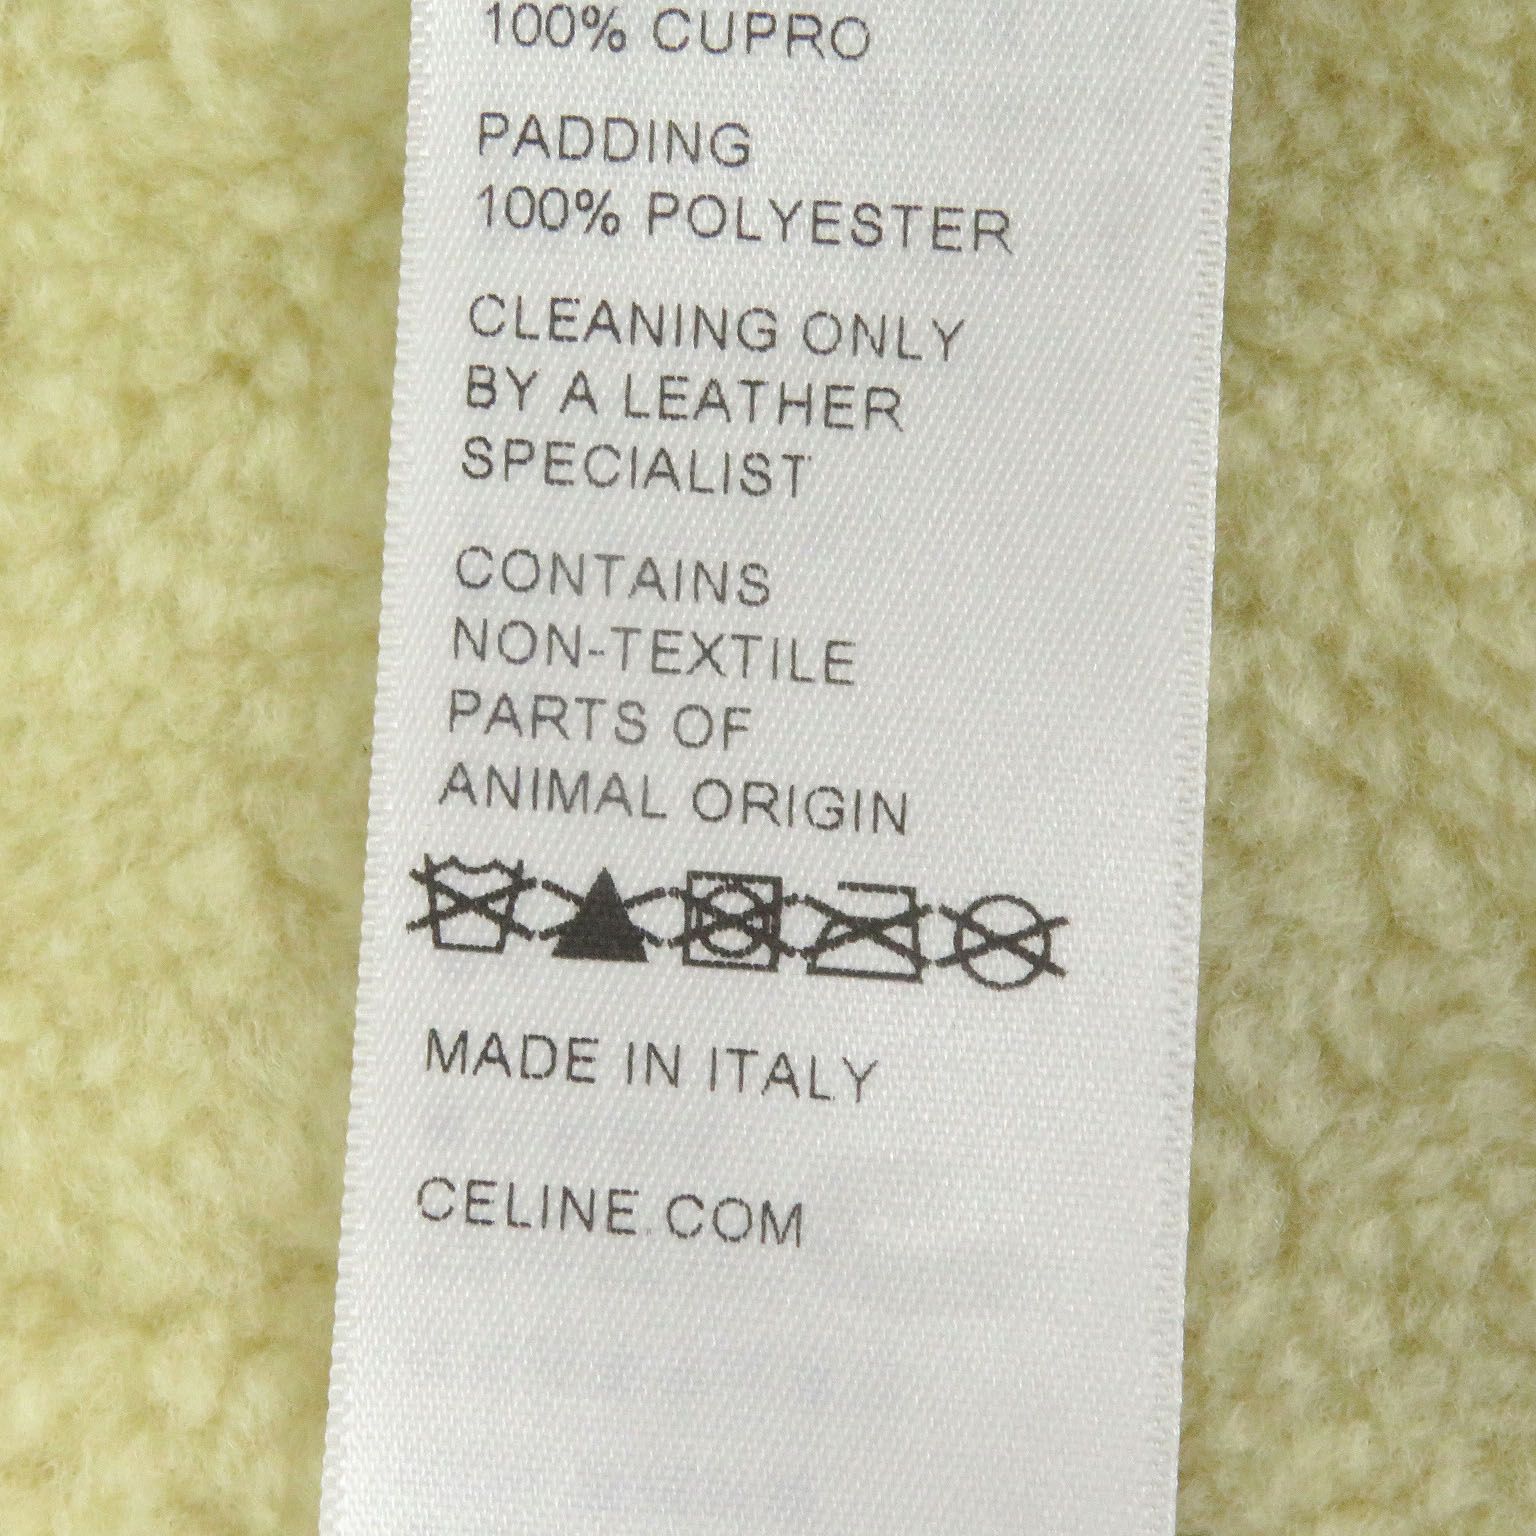 100% CUPRO
PADDING
100% POLYESTER
CLEANING ONLY
BY A LEATHER
SPECIALIST
CONTAINS
NON-TEXTILE
PARTS OF
ANIMAL ORIGIN
MADE IN ITALY
CELINE.COM